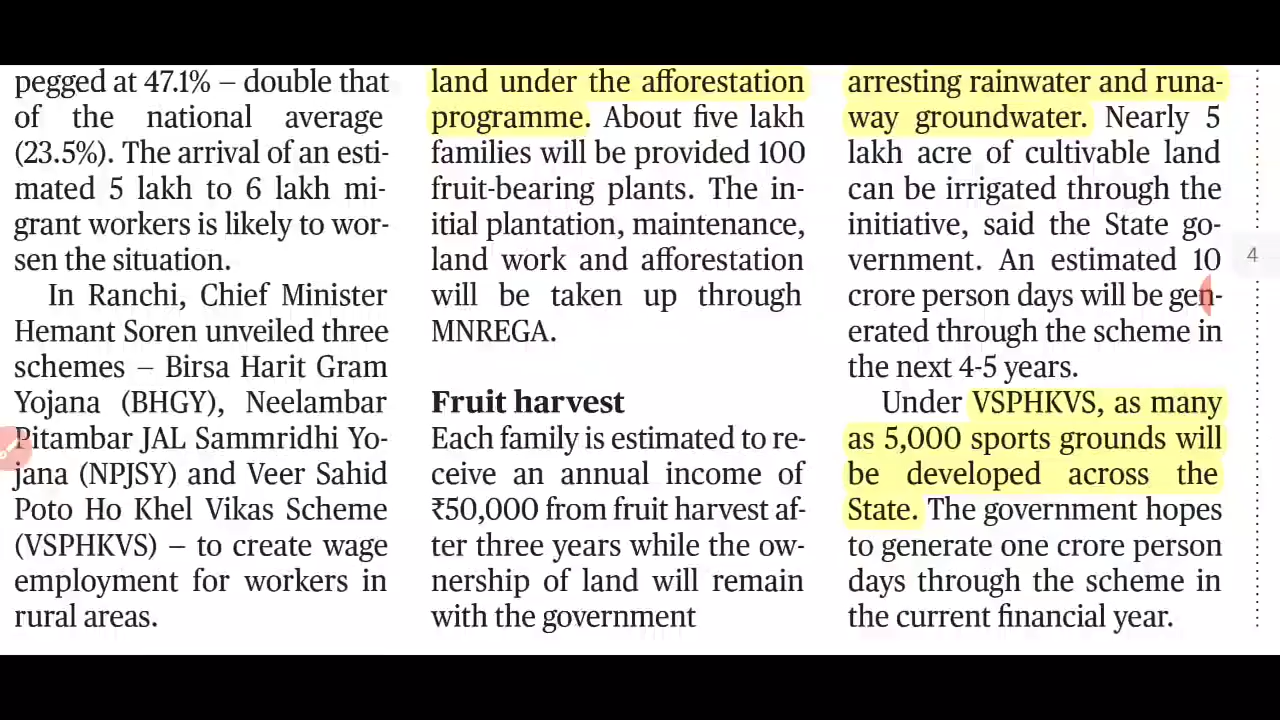 pegged at 47.1% – double that
of the national average
(23.5%). The arrival of an esti-
mated 5 lakh to 6 lakh mi-
grant workers is likely to wor-
sen the situation.
In Ranchi, Chief Minister
Hemant Soren unveiled three
schemes – Birsa Harit Gram
Yojana (BHGY), Neelambar
Pitambar JAL Sammridhi Yo-
jana (NPJSY) and Veer Sahid
Poto Ho Khel Vikas Scheme
(VSPHKVS) – to create wage
employment for workers in
rural areas.
land under the afforestation
programme. About five lakh
families will be provided 100
fruit-bearing plants. The in-
itial plantation, maintenance,
land work and afforestation
will be taken up through
MNREGA.
Fruit harvest
Each family is estimated to re-
ceive an annual income of
₹50,000 from fruit harvest af-
ter three years while the ow-
nership of land will remain
with the government
arresting rainwater and runa-
way groundwater. Nearly 5
lakh acre of cultivable land
can be irrigated through the
initiative, said the State go-
vernment. An estimated 10
crore person days will be gen-
erated through the scheme in
the next 4-5 years.
Under VSPHKVS, as many
as 5,000 sports grounds will
be developed across the
State. The government hopes
to generate one crore person
days through the scheme in
the current financial year.
4